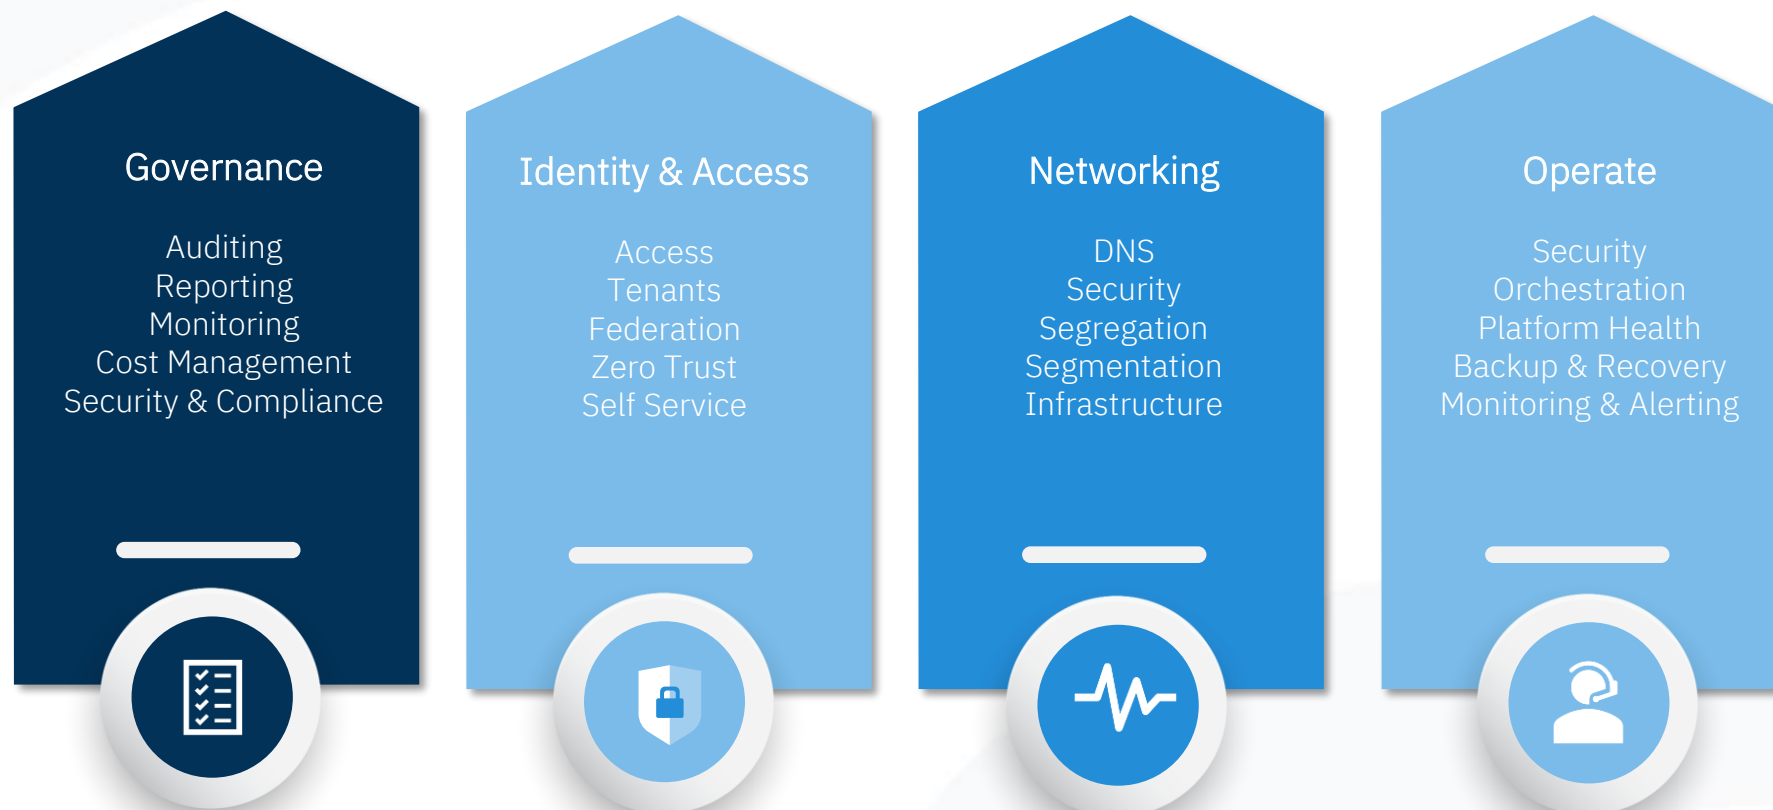 Governance
Auditing
Reporting
Monitoring
Cost Management
Security & Compliance
Identity & Access
Access
Tenants
Federation
Zero Trust
Self Service
Networking
DNS
Security
Segregation
Segmentation
Infrastructure
Operate
Security
Orchestration
Platform Health
Backup & Recovery
Monitoring & Alerting